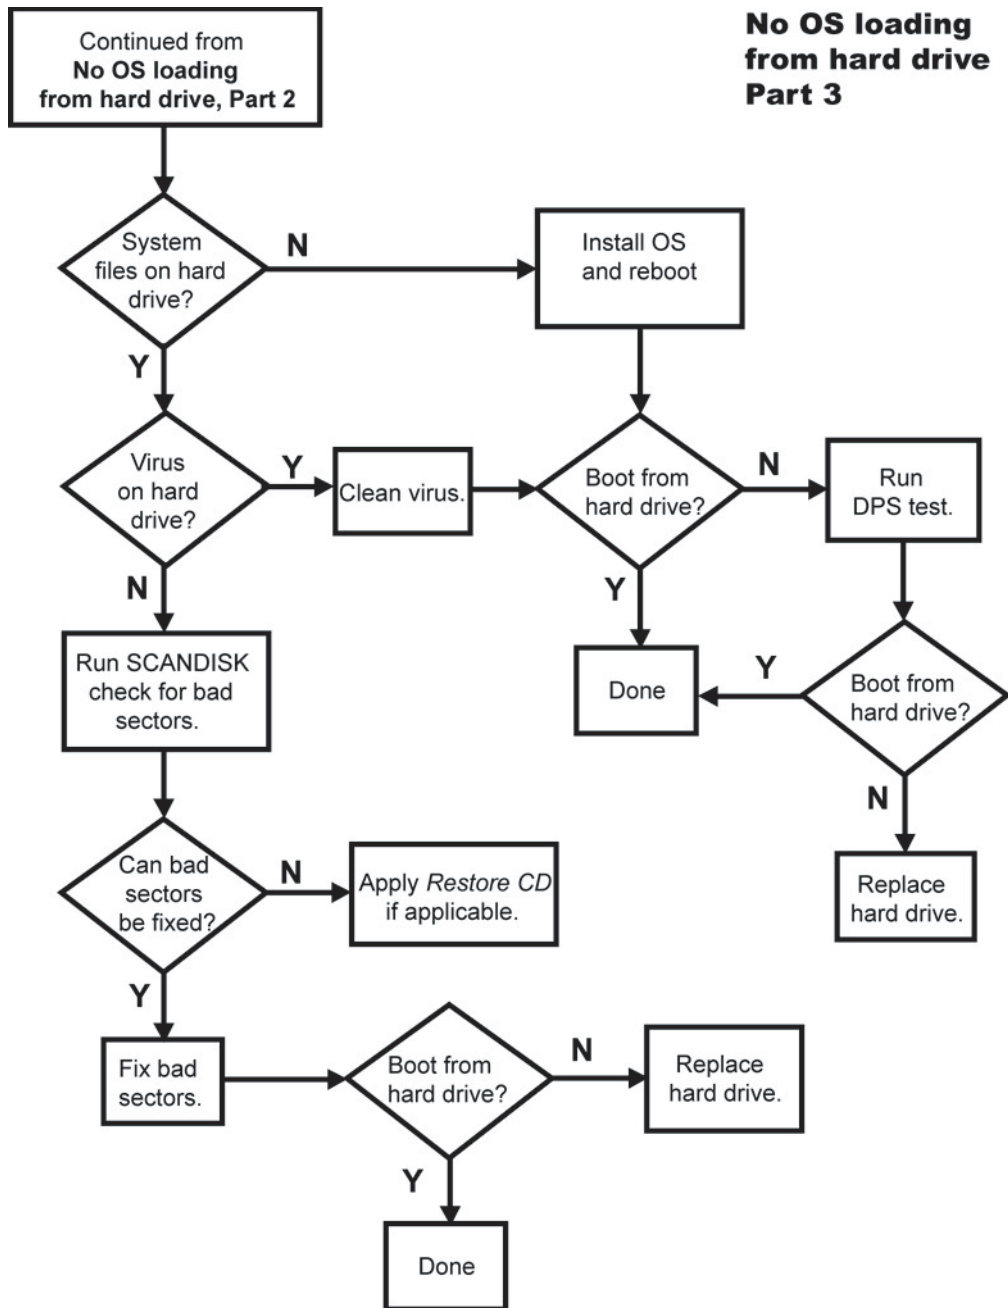 No OS loading
from hard drive
Part 3
Continued from
No OS loading
from hard drive, Part 2
System
files on hard
drive?
N
Install OS
and reboot
Y
Virus
on hard
drive?
Y
Clean virus.
Boot from
hard drive?
N
Run
DPS test.
N
Y
Run SCANDISK
check for bad
sectors.
Done
Y
Boot from
hard drive?
N
Can bad
sectors
be fixed?
N
Apply Restore CD
if applicable.
Replace
hard drive.
Y
Fix bad
sectors.
Boot from
hard drive?
N
Replace
hard drive.
Y
Done